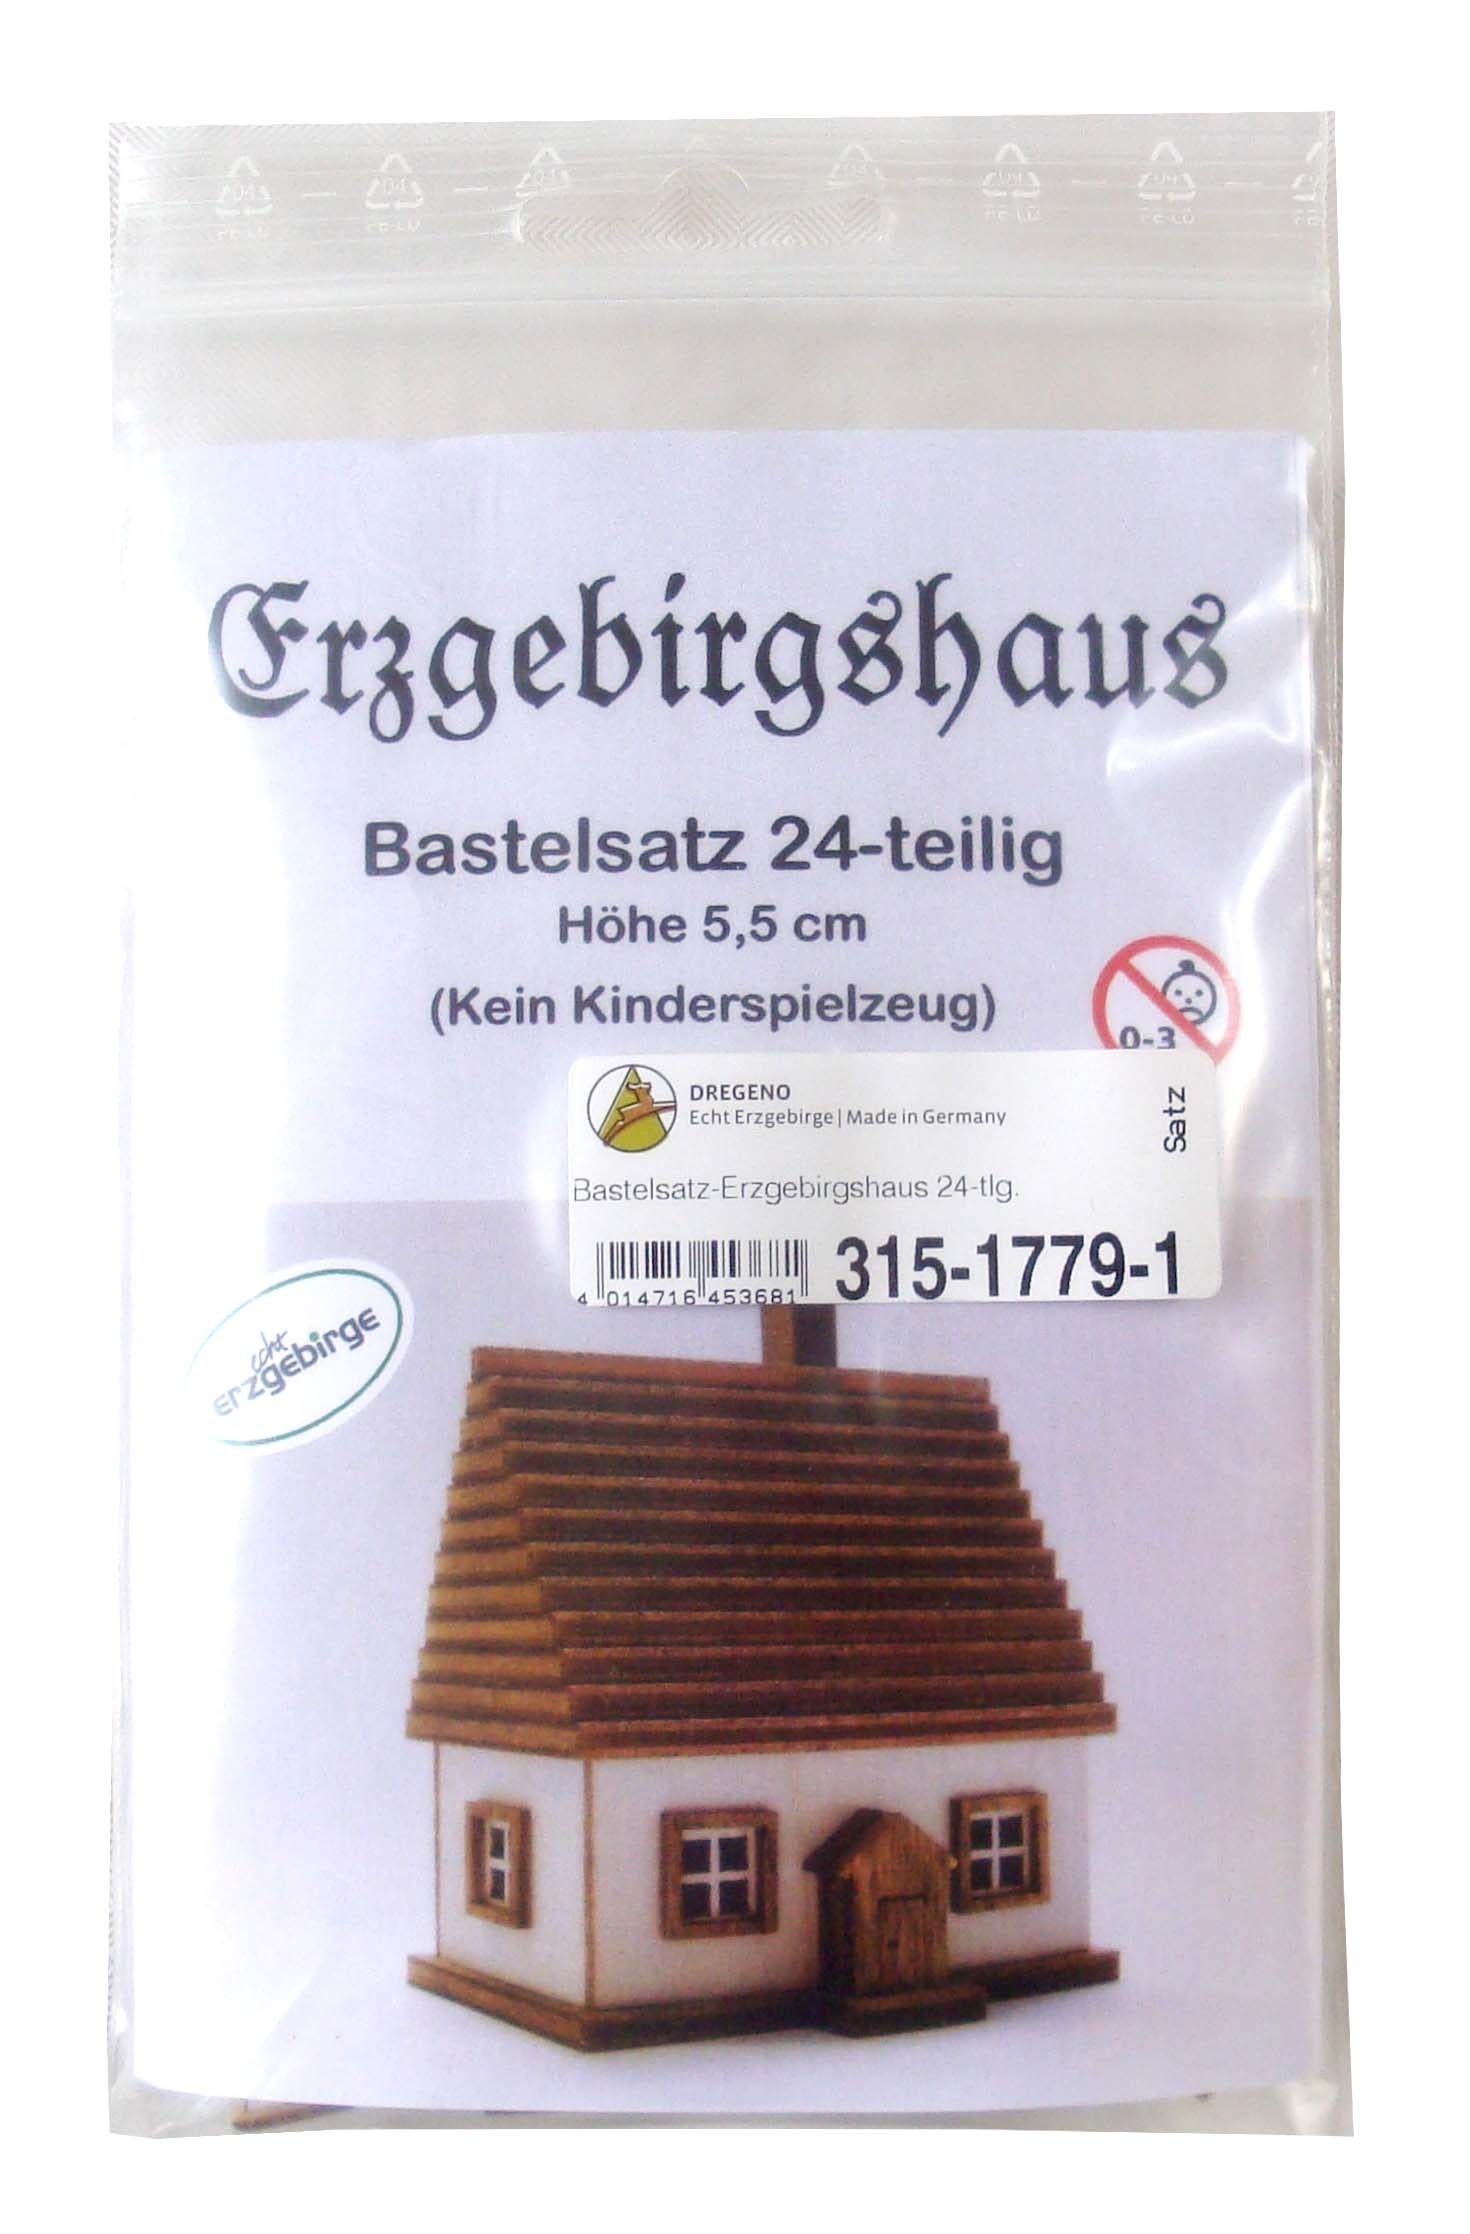 Erzgebirgshaus
Bastelsatz 24-teilig
Höhe 5,5 cm
(Kein Kinderspielzeug)
0-3
DREGENO
Echt Erzgebirge | Made in Germany
Satz
Bastelsatz-Erzgebirgshaus 24-tlg.
315-1779-1
4 014716 453681
echt
erzgebirge